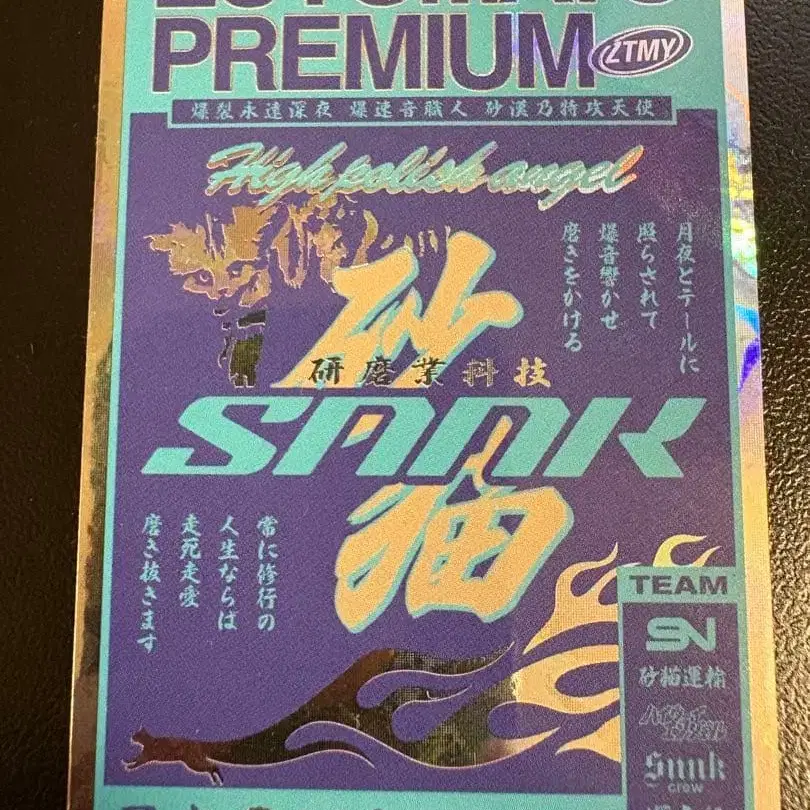 PREMIUM
LTMY
爆裂永遠深夜 爆速音職人 砂漢乃特攻天使
High polish angel
月夜とテールに
照らされて
爆音響かせ
磨きをかける
砂
研磨業科技
SNNK
猫
常に修行の
人生ならは
走死走愛
磨き抜きます
TEAM
SN
砂猫運輸
Snnk
crew